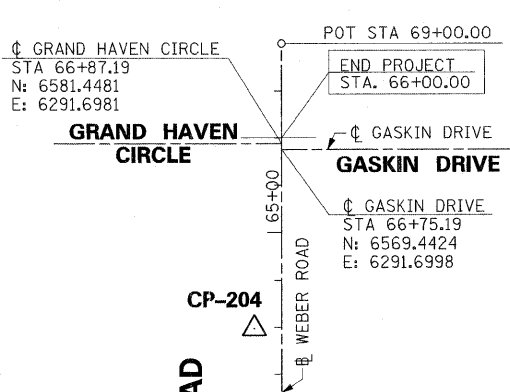 POT STA 69+00.00
℄ GRAND HAVEN CIRCLE
STA 66+87.19
N: 6581.4481
E: 6291.6981
END PROJECT
STA. 66+00.00
GRAND HAVEN
CIRCLE
℄ GASKIN DRIVE
GASKIN DRIVE
65+00
℄ GASKIN DRIVE
STA 66+75.19
N: 6569.4424
E: 6291.6998
CP-204
WEBER ROAD
AD